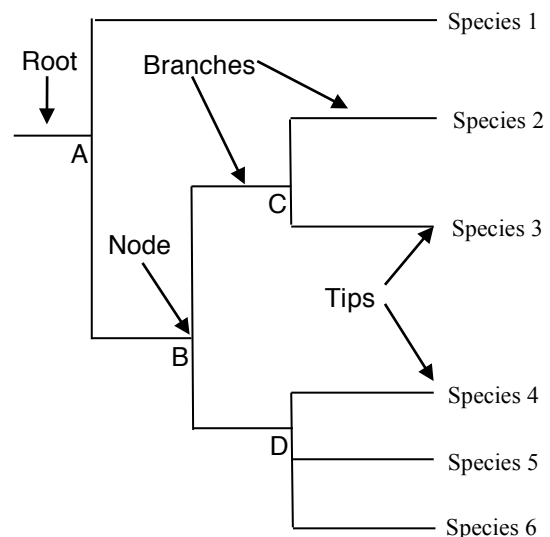 Species 1
Root
Branches
Species 2
A
C
Species 3
Node
Tips
B
Species 4
D
Species 5
Species 6